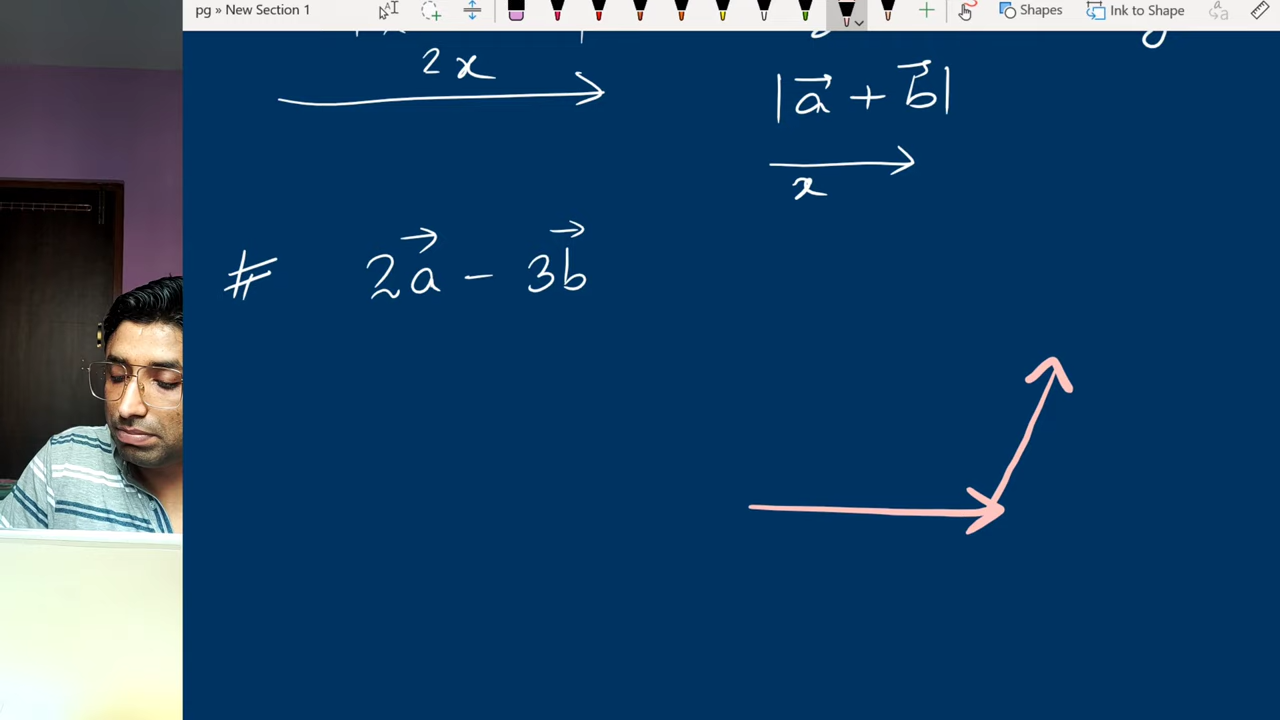 pg » New Section 1
Shapes
Ink to Shape
2x
|a⃗ + b⃗|
x
# 2a⃗ - 3b⃗